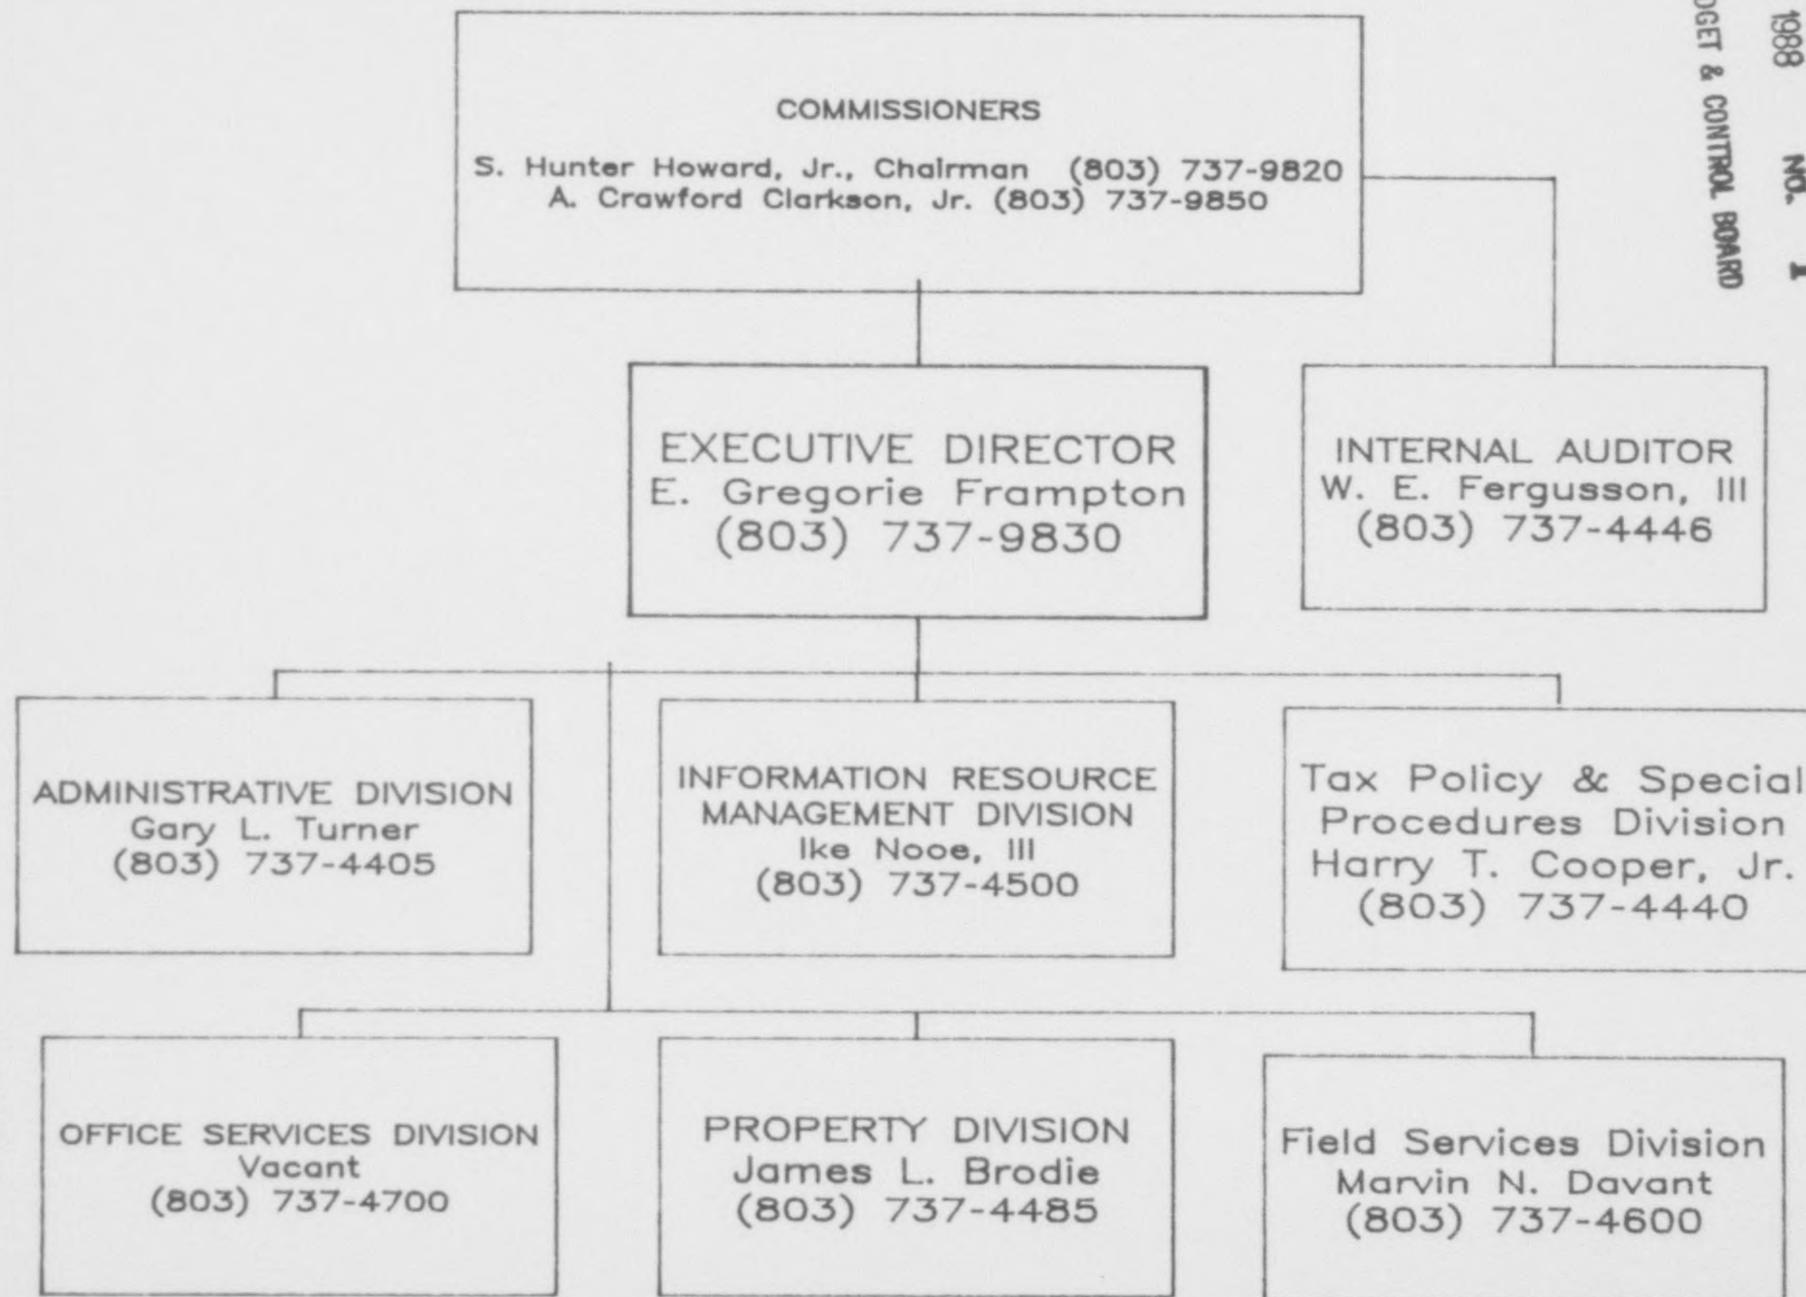 COMMISSIONERS
S. Hunter Howard, Jr., Chairman (803) 737-9820
A. Crawford Clarkson, Jr. (803) 737-9850
1988 NO. 1
& CONTROL BOARD
EXECUTIVE DIRECTOR
E. Gregorie Frampton
(803) 737-9830
INTERNAL AUDITOR
W. E. Fergusson, III
(803) 737-4446
ADMINISTRATIVE DIVISION
Gary L. Turner
(803) 737-4405
INFORMATION RESOURCE
MANAGEMENT DIVISION
Ike Nooe, III
(803) 737-4500
Tax Policy & Special
Procedures Division
Harry T. Cooper, Jr.
(803) 737-4440
OFFICE SERVICES DIVISION
Vacant
(803) 737-4700
PROPERTY DIVISION
James L. Brodie
(803) 737-4485
Field Services Division
Marvin N. Davant
(803) 737-4600